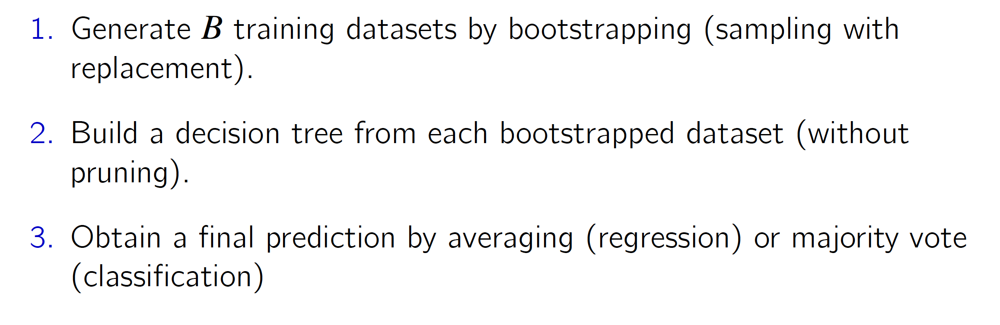 1. Generate B training datasets by bootstrapping (sampling with
replacement).
2. Build a decision tree from each bootstrapped dataset (without
pruning).
3. Obtain a final prediction by averaging (regression) or majority vote
(classification)